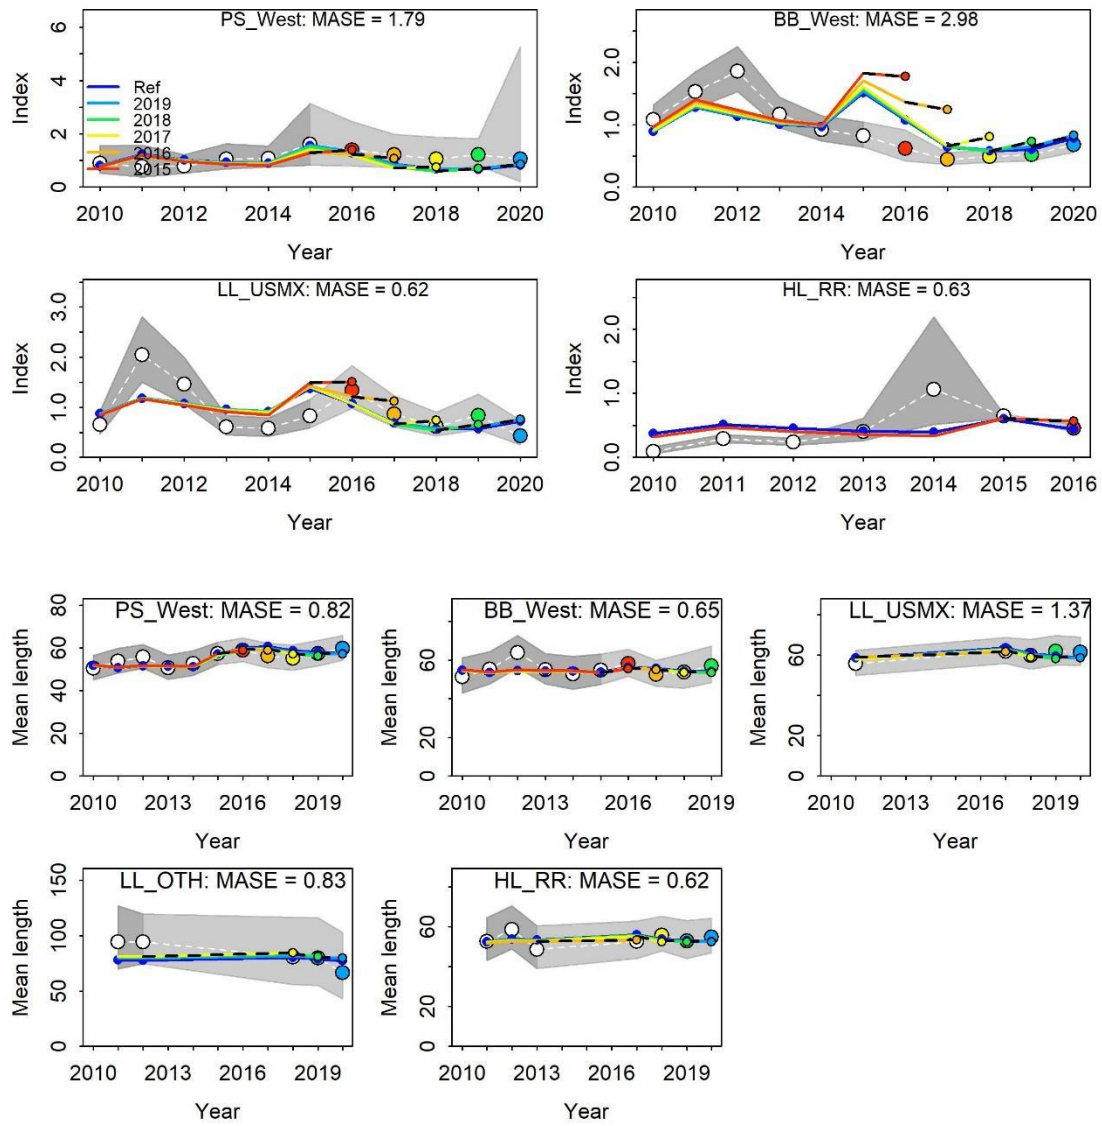 PS_West: MASE = 1.79
Index
0 2 4 6
Ref
2019
2018
2017
2016
2015
2010 2012 2014 2016 2018 2020
Year
BB_West: MASE = 2.98
Index
0.0 1.0 2.0
2010 2012 2014 2016 2018 2020
Year
LL_USMX: MASE = 0.62
Index
0.0 1.0 2.0 3.0
2010 2012 2014 2016 2018 2020
Year
HL_RR: MASE = 0.63
Index
0.0 1.0 2.0
2010 2011 2012 2013 2014 2015 2016
Year
PS_West: MASE = 0.82
Mean length
0 20 40 60 80
2010 2013 2016 2019
Year
BB_West: MASE = 0.65
Mean length
0 20 60
2010 2013 2016 2019
Year
LL_USMX: MASE = 1.37
Mean length
0 20 60
2010 2013 2016 2019
Year
LL_OTH: MASE = 0.83
Mean length
0 50 100 150
2010 2013 2016 2019
Year
HL_RR: MASE = 0.62
Mean length
0 20 60
2010 2013 2016 2019
Year